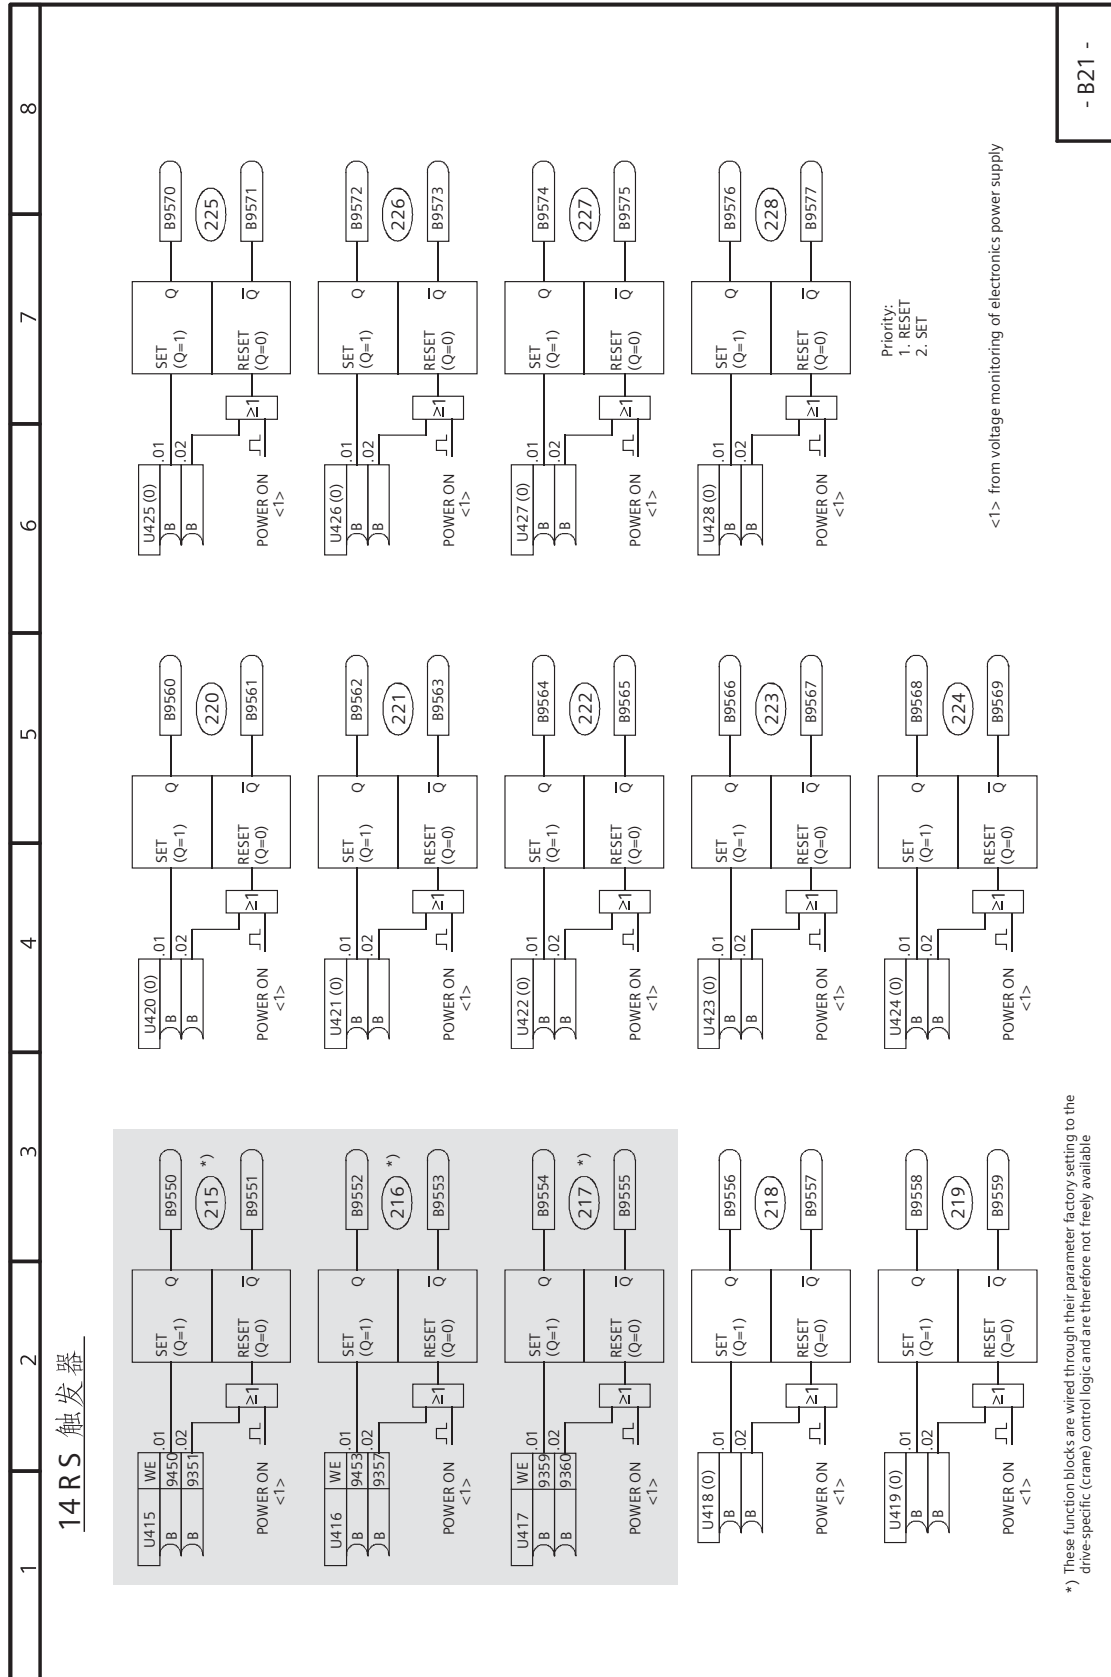 1 2 3 4 5 6 7 8
14 RS 触发器
U415 WE
B 9450 .01
B 9351 .02
POWER ON
<1>
≥1
SET
(Q=1)
Q
RESET
(Q=0)
Q
B9550
215 *)
B9551
U416 WE
B 9453 .01
B 9357 .02
POWER ON
<1>
≥1
SET
(Q=1)
Q
RESET
(Q=0)
Q
B9552
216 *)
B9553
U417 WE
B 9359 .01
B 9360 .02
POWER ON
<1>
≥1
SET
(Q=1)
Q
RESET
(Q=0)
Q
B9554
217 *)
B9555
U418 (0)
B .01
B .02
POWER ON
<1>
≥1
SET
(Q=1)
Q
RESET
(Q=0)
Q
B9556
218
B9557
U419 (0)
B .01
B .02
POWER ON
<1>
≥1
SET
(Q=1)
Q
RESET
(Q=0)
Q
B9558
219
B9559
U420 (0)
B .01
B .02
POWER ON
<1>
≥1
SET
(Q=1)
Q
RESET
(Q=0)
Q
B9560
220
B9561
U421 (0)
B .01
B .02
POWER ON
<1>
≥1
SET
(Q=1)
Q
RESET
(Q=0)
Q
B9562
221
B9563
U422 (0)
B .01
B .02
POWER ON
<1>
≥1
SET
(Q=1)
Q
RESET
(Q=0)
Q
B9564
222
B9565
U423 (0)
B .01
B .02
POWER ON
<1>
≥1
SET
(Q=1)
Q
RESET
(Q=0)
Q
B9566
223
B9567
U424 (0)
B .01
B .02
POWER ON
<1>
≥1
SET
(Q=1)
Q
RESET
(Q=0)
Q
B9568
224
B9569
U425 (0)
B .01
B .02
POWER ON
<1>
≥1
SET
(Q=1)
Q
RESET
(Q=0)
Q
B9570
225
B9571
U426 (0)
B .01
B .02
POWER ON
<1>
≥1
SET
(Q=1)
Q
RESET
(Q=0)
Q
B9572
226
B9573
U427 (0)
B .01
B .02
POWER ON
<1>
≥1
SET
(Q=1)
Q
RESET
(Q=0)
Q
B9574
227
B9575
U428 (0)
B .01
B .02
POWER ON
<1>
≥1
SET
(Q=1)
Q
RESET
(Q=0)
Q
B9576
228
B9577
Priority:
1. RESET
2. SET
<1> from voltage monitoring of electronics power supply
*) These function blocks are wired through their parameter factory setting to the
drive-specific (crane) control logic and are therefore not freely available
- B21 -